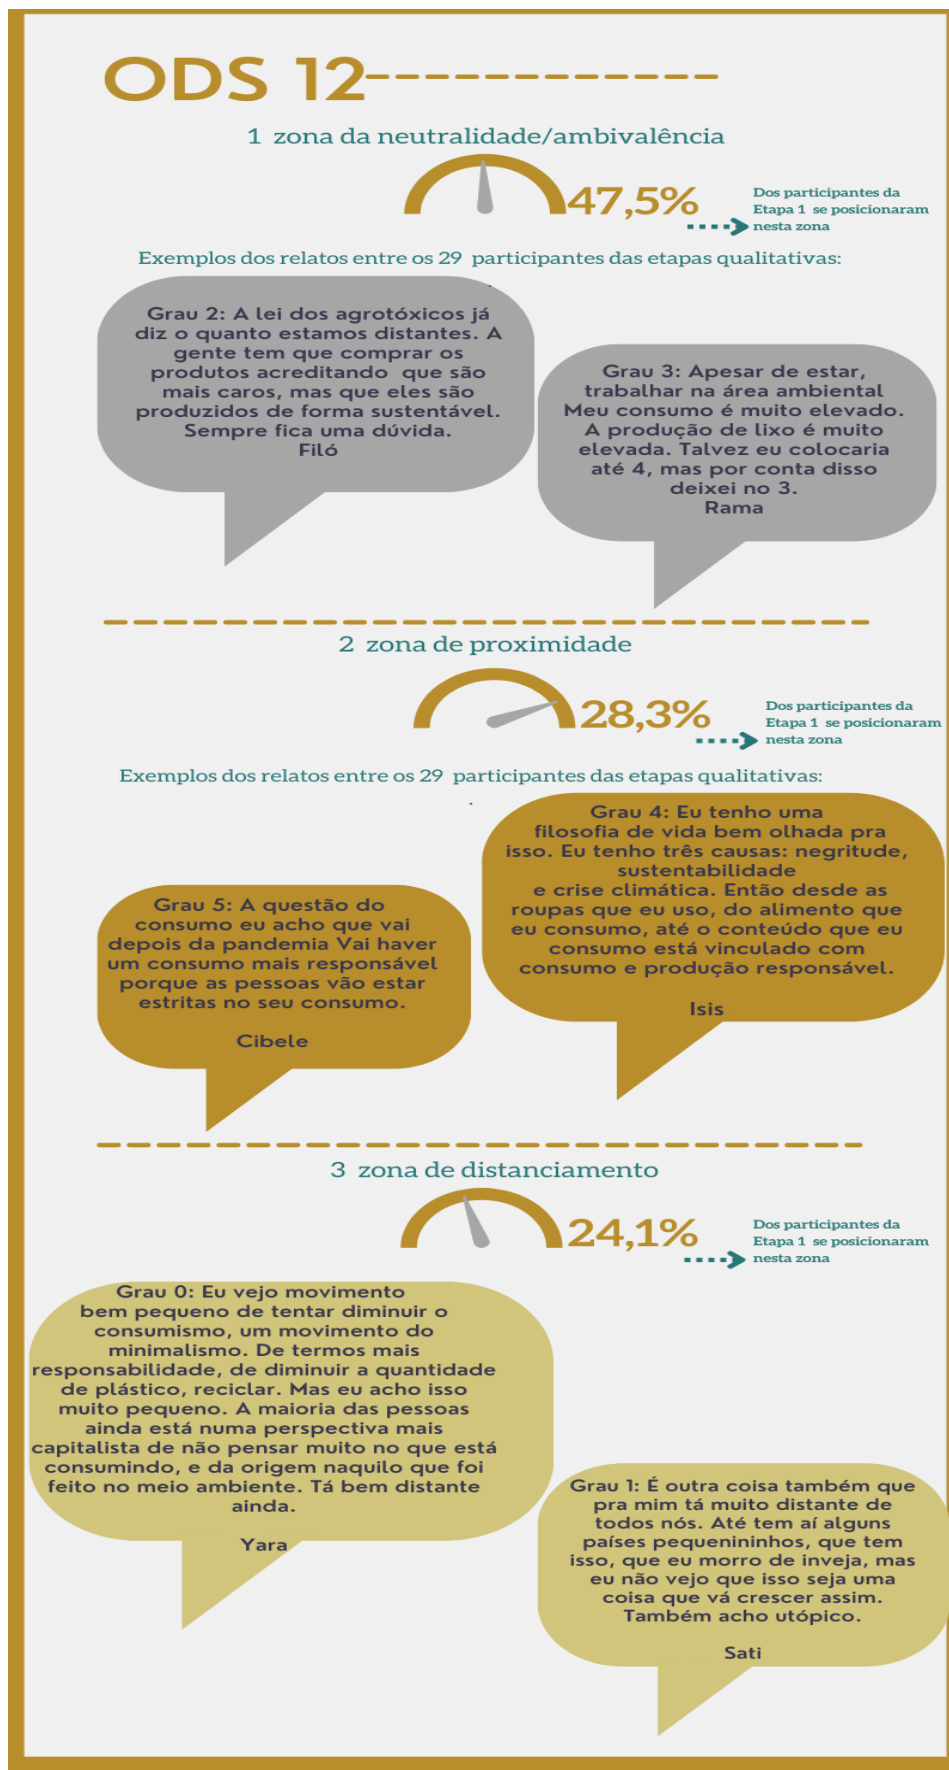 ODS 12
1 zona da neutralidade/ambivalência
47,5%
Dos participantes da
Etapa 1 se posicionaram
nesta zona
Exemplos dos relatos entre os 29 participantes das etapas qualitativas:
.
Grau 2: A lei dos agrotóxicos já
diz o quanto estamos distantes. A
gente tem que comprar os
produtos acreditando que são
mais caros, mas que eles são
produzidos de forma sustentável.
Sempre fica uma dúvida.
Filó
Grau 3: Apesar de estar,
trabalhar na área ambiental
Meu consumo é muito elevado.
A produção de lixo é muito
elevada. Talvez eu colocaria
até 4, mas por conta disso
deixei no 3.
Rama
2 zona de proximidade
28,3%
Dos participantes da
Etapa 1 se posicionaram
nesta zona
Exemplos dos relatos entre os 29 participantes das etapas qualitativas:
.
Grau 4: Eu tenho uma
filosofia de vida bem olhada pra
isso. Eu tenho três causas: negritude,
sustentabilidade
e crise climática. Então desde as
roupas que eu uso, do alimento que
eu consumo, até o conteúdo que eu
consumo está vinculado com
consumo e produção responsável.
Isis
Grau 5: A questão do
consumo eu acho que vai
depois da pandemia Vai haver
um consumo mais responsável
porque as pessoas vão estar
estritas no seu consumo.
Cibele
3 zona de distanciamento
24,1%
Dos participantes da
Etapa 1 se posicionaram
nesta zona
Grau 0: Eu vejo movimento
bem pequeno de tentar diminuir o
consumismo, um movimento do
minimalismo. De termos mais
responsabilidade, de diminuir a quantidade
de plástico, reciclar. Mas eu acho isso
muito pequeno. A maioria das pessoas
ainda está numa perspectiva mais
capitalista de não pensar muito no que está
consumindo, e da origem naquilo que foi
feito no meio ambiente. Tá bem distante
ainda.
Yara
Grau 1: É outra coisa também que
pra mim tá muito distante de
todos nós. Até tem aí alguns
países pequenininhos, que tem
isso, que eu morro de inveja, mas
eu não vejo que isso seja uma
coisa que vá crescer assim.
Também acho utópico.
Sati